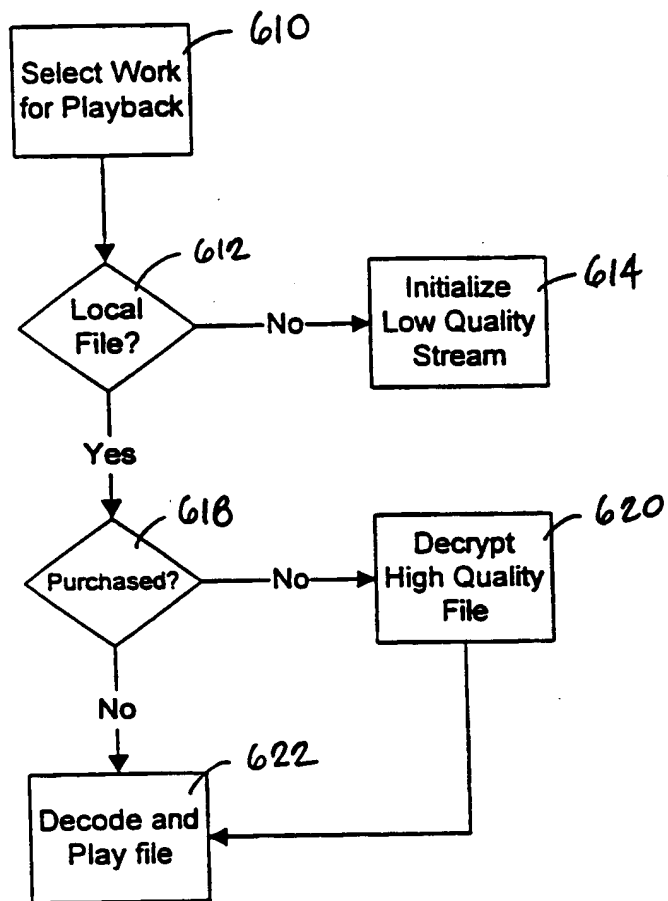 610
Select Work
for Playback
612
Local
File?
No
614
Initialize
Low Quality
Stream
Yes
618
Purchased?
No
620
Decrypt
High Quality
File
No
622
Decode and
Play file